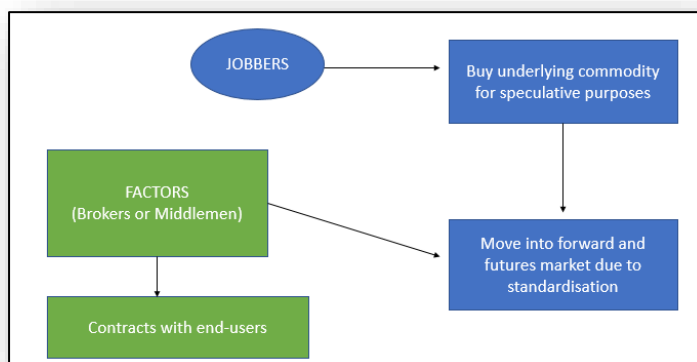 JOBBERS
Buy underlying commodity
for speculative purposes
FACTORS
(Brokers or Middlemen)
Move into forward and
futures market due to
standardisation
Contracts with end-users